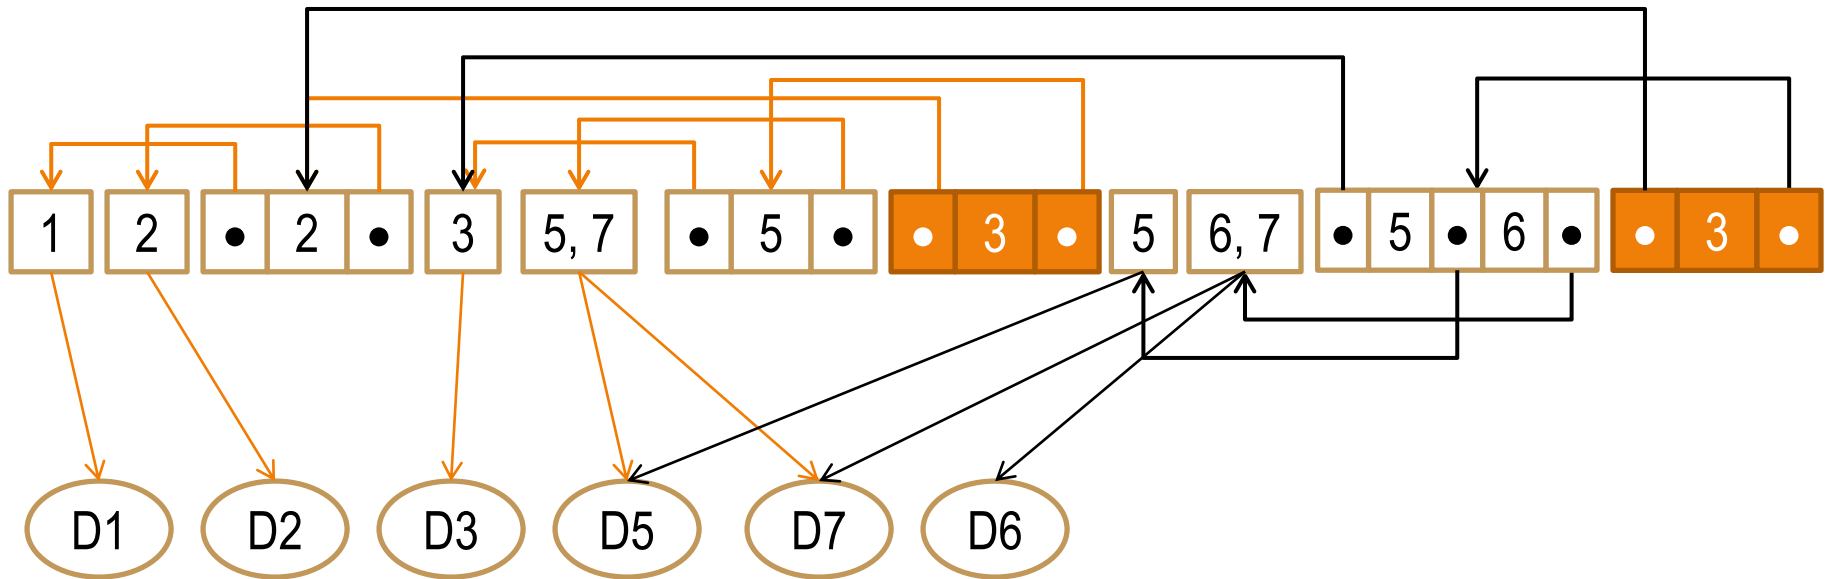 1 2 • 2 • 3 5, 7 • 5 • • 3 • 5 6, 7 • 5 • 6 • • 3 •
D1 D2 D3 D5 D7 D6